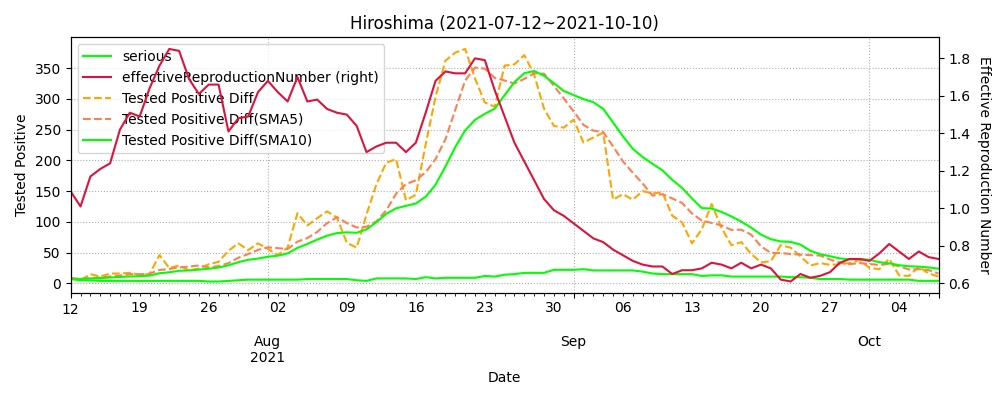 Hiroshima (2021-07-12~2021-10-10)
serious
effectiveReproductionNumber (right)
Tested Positive Diff
Tested Positive Diff(SMA5)
Tested Positive Diff(SMA10)
Tested Positive
350
300
250
200
150
100
50
0
1.8
1.6
1.4
1.2
1.0
0.8
0.6
Effective Reproduction Number
12 19 26 02 09 16 23 30 06 13 20 27 04
Aug Sep Oct
2021
Date